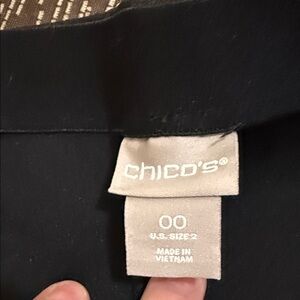 chico's®
00
U.S. SIZE 2
MADE IN
VIETNAM